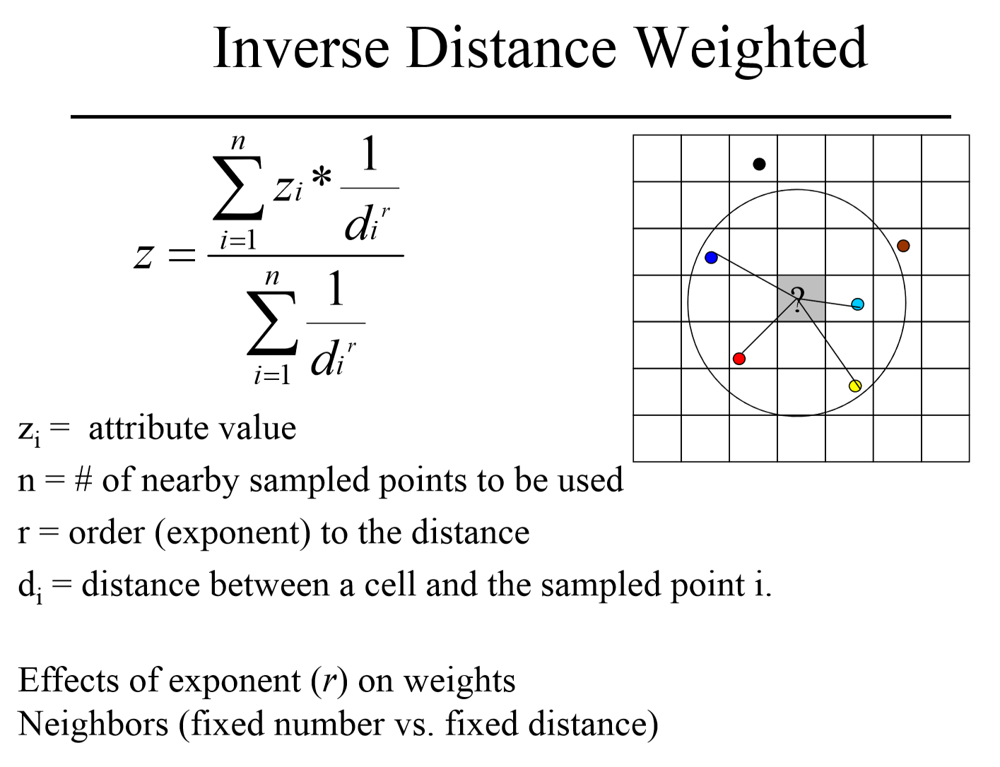 Inverse Distance Weighted
z = \frac{\sum_{i=1}^{n} z_i * \frac{1}{d_i^r}}{\sum_{i=1}^{n} \frac{1}{d_i^r}}
?
z_i = attribute value
n = # of nearby sampled points to be used
r = order (exponent) to the distance
d_i = distance between a cell and the sampled point i.
Effects of exponent (r) on weights
Neighbors (fixed number vs. fixed distance)